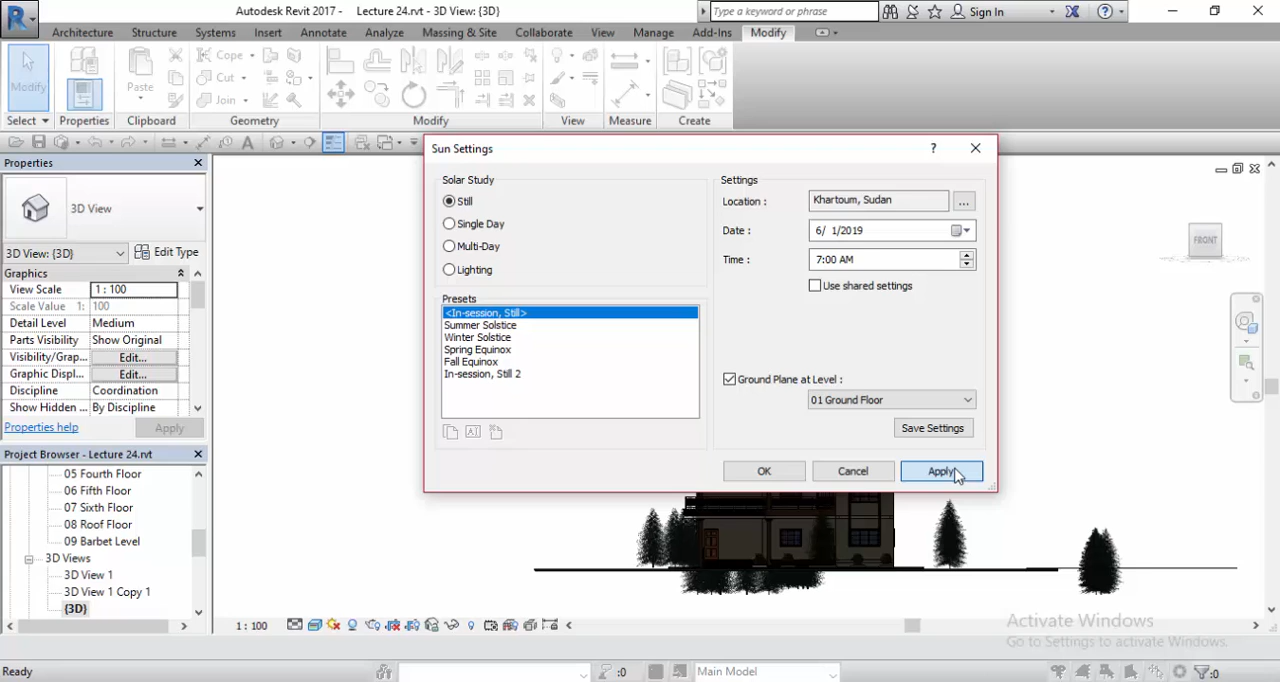 Autodesk Revit 2017 - Lecture 24.rvt - 3D View: {3D}
Type a keyword or phrase
Sign In
Architecture Structure Systems Insert Annotate Analyze Massing & Site Collaborate View Manage Add-Ins Modify
Modify
Paste
Cope
Cut
Join
Select Properties Clipboard Geometry Modify View Measure Create
Properties
3D View
3D View: {3D}
Edit Type
Graphics
View Scale 1 : 100
Scale Value 1: 100
Detail Level Medium
Parts Visibility Show Original
Visibility/Grap... Edit...
Graphic Displ... Edit...
Discipline Coordination
Show Hidden ... By Discipline
Properties help
Apply
Project Browser - Lecture 24.rvt
05 Fourth Floor
06 Fifth Floor
07 Sixth Floor
08 Roof Floor
09 Barbet Level
3D Views
3D View 1
3D View 1 Copy 1
{3D}
Sun Settings
Solar Study
Still
Single Day
Multi-Day
Lighting
Presets
<In-session, Still>
Summer Solstice
Winter Solstice
Spring Equinox
Fall Equinox
In-session, Still 2
Settings
Location : Khartoum, Sudan ...
Date : 6/ 1/2019
Time : 7:00 AM
Use shared settings
Ground Plane at Level :
01 Ground Floor
Save Settings
OK Cancel Apply
FRONT
1 : 100
Activate Windows
Go to Settings to activate Windows.
Ready
:0
Main Model
:0